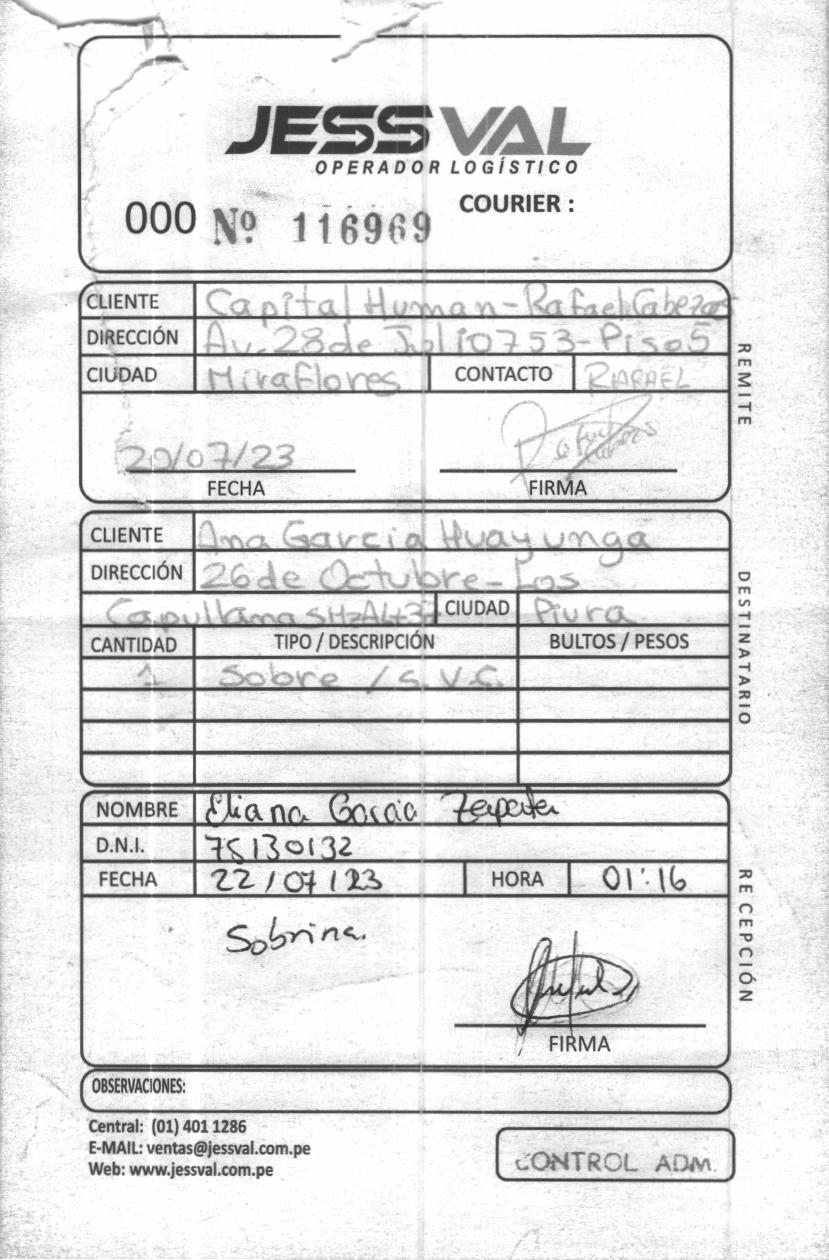 JESSVAL
OPERADOR LOGÍSTICO
COURIER :
000 Nº 116969
CLIENTE Capital Human - Rafael Cabezas
DIRECCIÓN Av. 28 de Julio 753 - Piso 5
CIUDAD Miraflores CONTACTO RAFAEL
REMITE
20/07/23
FECHA FIRMA
CLIENTE Ana Garcia Huayunga
DIRECCIÓN 26 de Octubre - Los
Capullanas CIUDAD Piura
DESTINATARIO
CANTIDAD TIPO / DESCRIPCIÓN BULTOS / PESOS
1 Sobre / S.V.C.
NOMBRE Eliana Garcia Zapata
D.N.I. 75130132
FECHA 22/07/23 HORA 01:16
RECEPCIÓN
Sobrina.
FIRMA
OBSERVACIONES:
Central: (01) 401 1286
E-MAIL: ventas@jessval.com.pe
Web: www.jessval.com.pe
CONTROL ADM.